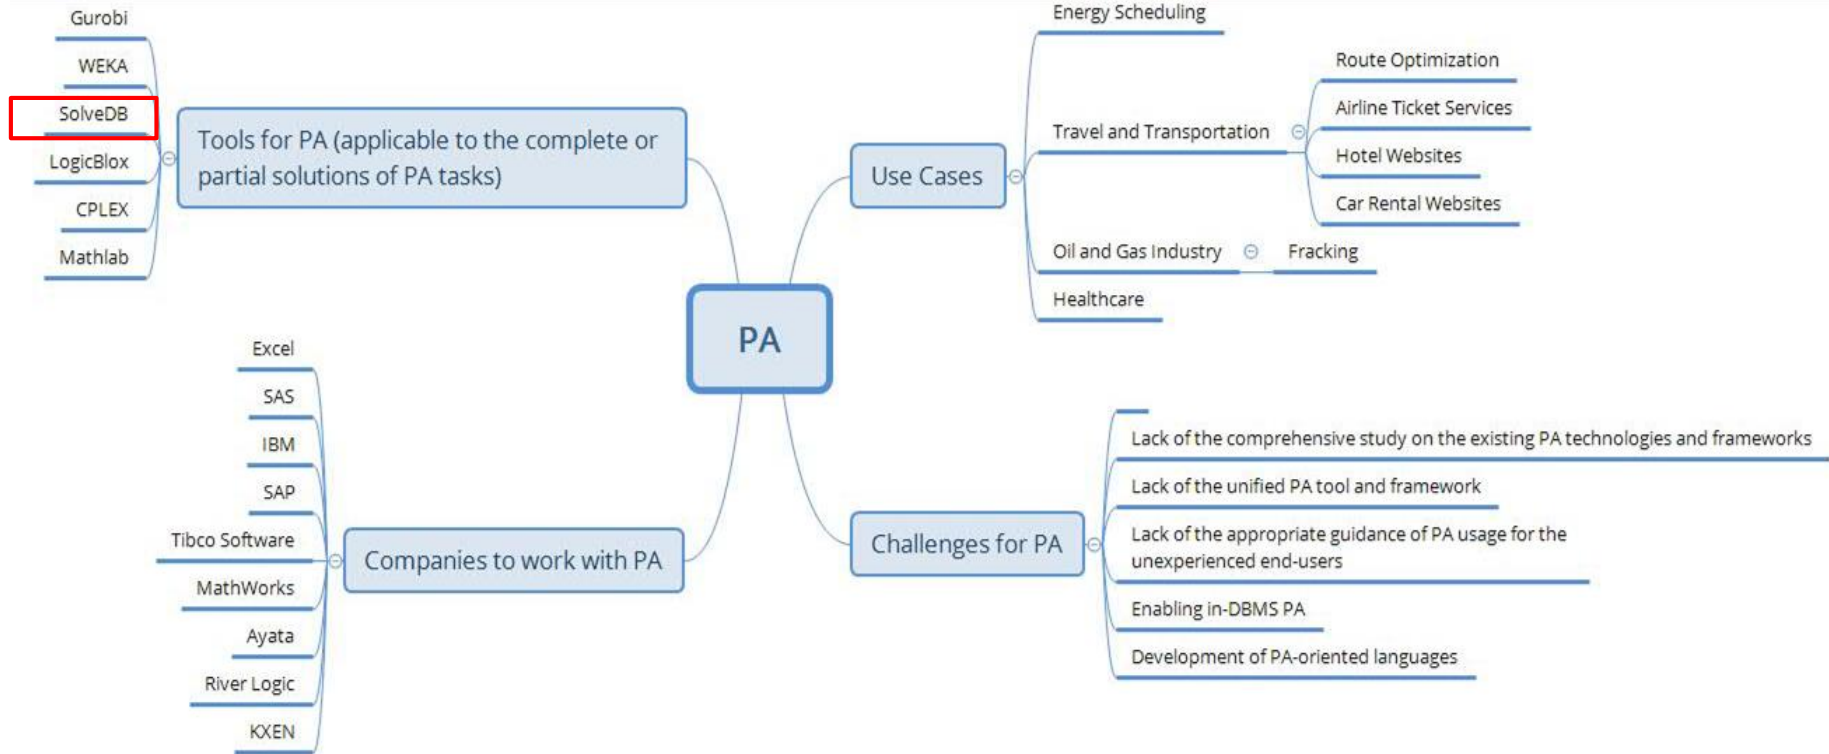 Gurobi
WEKA
SolveDB
LogicBlox
CPLEX
Mathlab
Tools for PA (applicable to the complete or
partial solutions of PA tasks)
Excel
SAS
IBM
SAP
Tibco Software
MathWorks
Ayata
River Logic
KXEN
Companies to work with PA
PA
Use Cases
Energy Scheduling
Travel and Transportation
Route Optimization
Airline Ticket Services
Hotel Websites
Car Rental Websites
Oil and Gas Industry
Fracking
Healthcare
Challenges for PA
Lack of the comprehensive study on the existing PA technologies and frameworks
Lack of the unified PA tool and framework
Lack of the appropriate guidance of PA usage for the
unexperienced end-users
Enabling in-DBMS PA
Development of PA-oriented languages